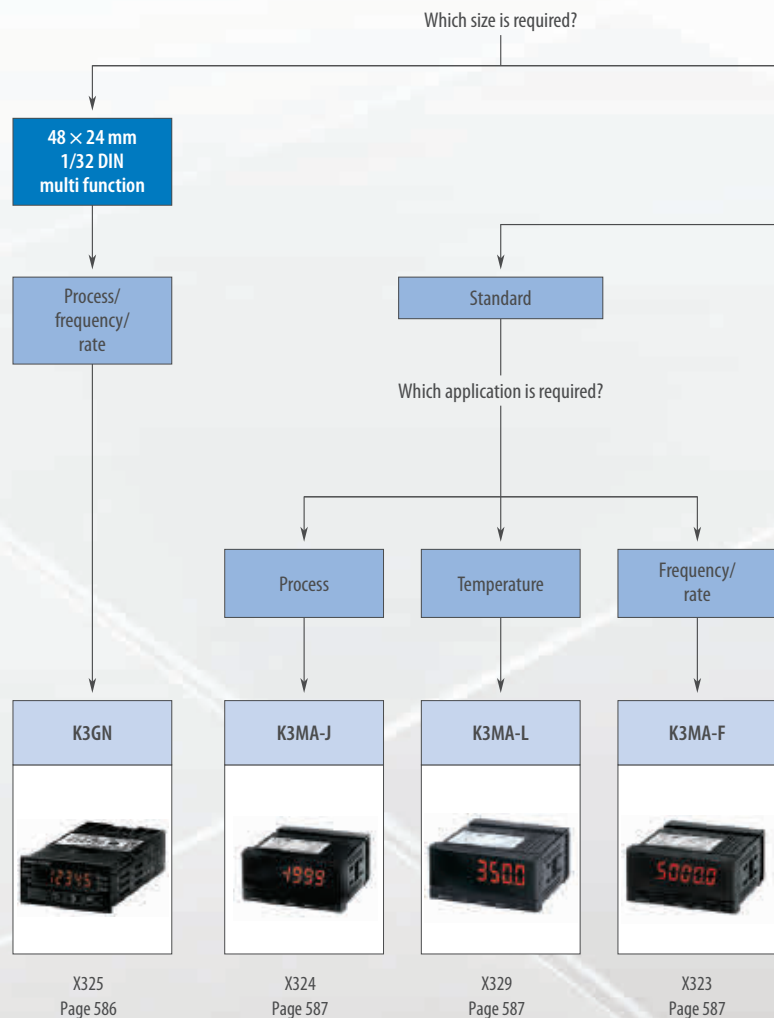 Which size is required?
48 × 24 mm
1/32 DIN
multi function
Process/
frequency/
rate
Standard
Which application is required?
Process
Temperature
Frequency/
rate
K3GN
K3MA-J
K3MA-L
K3MA-F
12345
-1999
350.0
5000.0
X325
Page 586
X324
Page 587
X329
Page 587
X323
Page 587